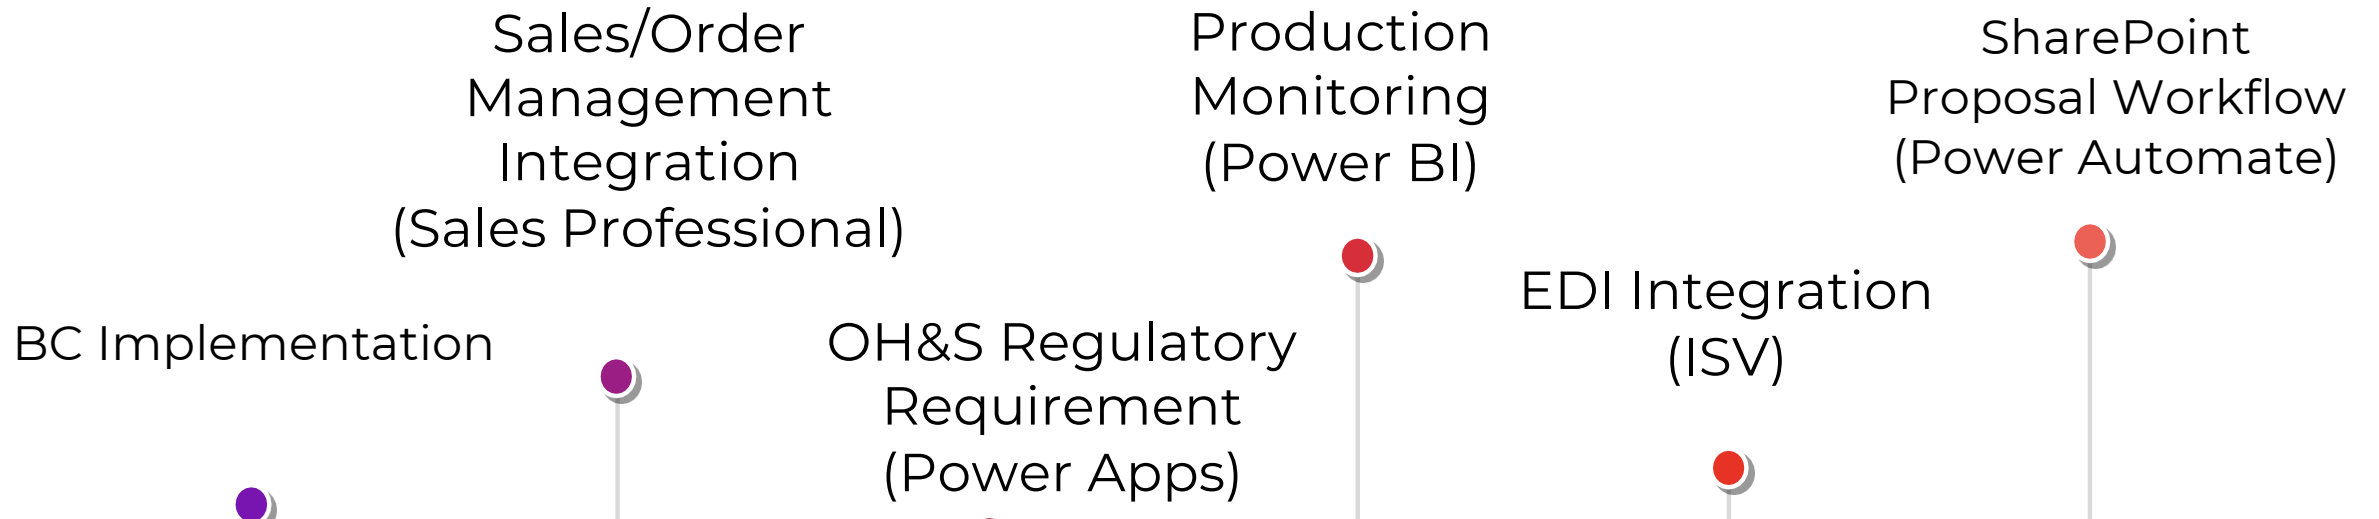 BC Implementation
Sales/Order
Management
Integration
(Sales Professional)
OH&S Regulatory
Requirement
(Power Apps)
Production
Monitoring
(Power BI)
EDI Integration
(ISV)
SharePoint
Proposal Workflow
(Power Automate)